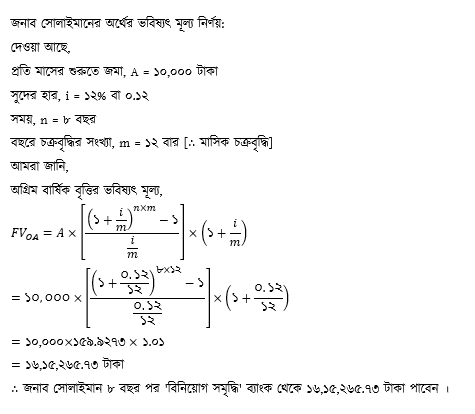 জনাব সোলাইমানের অর্থের ভবিষ্যৎ মূল্য নির্ণয়:
দেওয়া আছে,
প্রতি মাসের শুরুতে জমা, A = ১০,০০০ টাকা
সুদের হার, i = ১২% বা ০.১২
সময়, n = ৮ বছর
বছরে চক্রবৃদ্ধির সংখ্যা, m = ১২ বার [∴ মাসিক চক্রবৃদ্ধি]
আমরা জানি,
অগ্রিম বার্ষিক বৃত্তির ভবিষ্যৎ মূল্য,
FV_{OA} = A × [((১ + i/m)^{n×m} − ১) / (i/m)] × (১ + i/m)
= ১০,০০০ × [((১ + ০.১২/১২)^{৮×১২} − ১) / (০.১২/১২)] × (১ + ০.১২/১২)
= ১০,০০০×১৫৯.৯২৭৩ × ১.০১
= ১৬,১৫,২৬৫.৭৩ টাকা
∴ জনাব সোলাইমান ৮ বছর পর 'বিনিয়োগ সমৃদ্ধি' ব্যাংক থেকে ১৬,১৫,২৬৫.৭৩ টাকা পাবেন ।